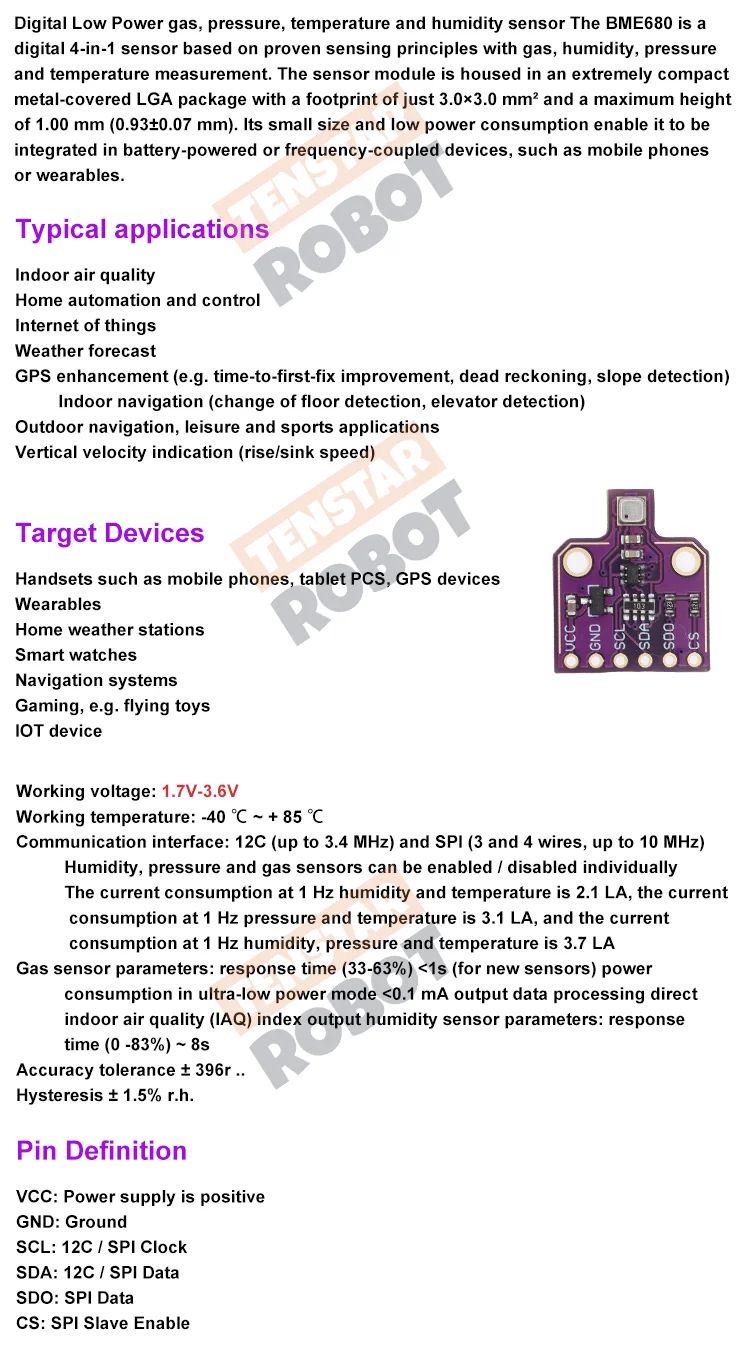 Digital Low Power gas, pressure, temperature and humidity sensor The BME680 is a
digital 4-in-1 sensor based on proven sensing principles with gas, humidity, pressure
and temperature measurement. The sensor module is housed in an extremely compact
metal-covered LGA package with a footprint of just 3.0×3.0 mm² and a maximum height
of 1.00 mm (0.93±0.07 mm). Its small size and low power consumption enable it to be
integrated in battery-powered or frequency-coupled devices, such as mobile phones
or wearables.
TENSTAR
ROBOT
Typical applications
Indoor air quality
Home automation and control
Internet of things
Weather forecast
GPS enhancement (e.g. time-to-first-fix improvement, dead reckoning, slope detection)
Indoor navigation (change of floor detection, elevator detection)
Outdoor navigation, leisure and sports applications
Vertical velocity indication (rise/sink speed)
TENSTAR
ROBOT
Target Devices
Handsets such as mobile phones, tablet PCS, GPS devices
Wearables
Home weather stations
Smart watches
Navigation systems
Gaming, e.g. flying toys
IOT device
103
VCC
GND
SCL
SDA
SDO
CS
Working voltage: 1.7V-3.6V
Working temperature: -40 ℃ ~ + 85 ℃
Communication interface: 12C (up to 3.4 MHz) and SPI (3 and 4 wires, up to 10 MHz)
Humidity, pressure and gas sensors can be enabled / disabled individually
The current consumption at 1 Hz humidity and temperature is 2.1 LA, the current
consumption at 1 Hz pressure and temperature is 3.1 LA, and the current
consumption at 1 Hz humidity, pressure and temperature is 3.7 LA
Gas sensor parameters: response time (33-63%) <1s (for new sensors) power
consumption in ultra-low power mode <0.1 mA output data processing direct
indoor air quality (IAQ) index output humidity sensor parameters: response
time (0 -83%) ~ 8s
Accuracy tolerance ± 396r ..
Hysteresis ± 1.5% r.h.
TENSTAR
ROBOT
Pin Definition
VCC: Power supply is positive
GND: Ground
SCL: 12C / SPI Clock
SDA: 12C / SPI Data
SDO: SPI Data
CS: SPI Slave Enable